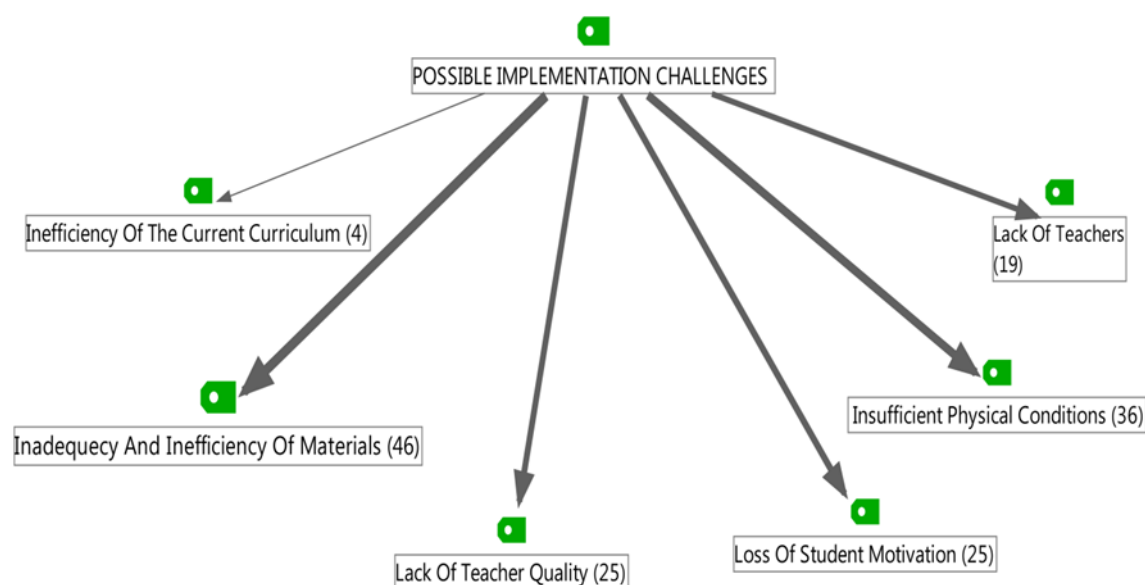 POSSIBLE IMPLEMENTATION CHALLENGES
Inefficiency Of The Current Curriculum (4)
Lack Of Teachers
(19)
Inadequecy And Inefficiency Of Materials (46)
Insufficient Physical Conditions (36)
Lack Of Teacher Quality (25)
Loss Of Student Motivation (25)